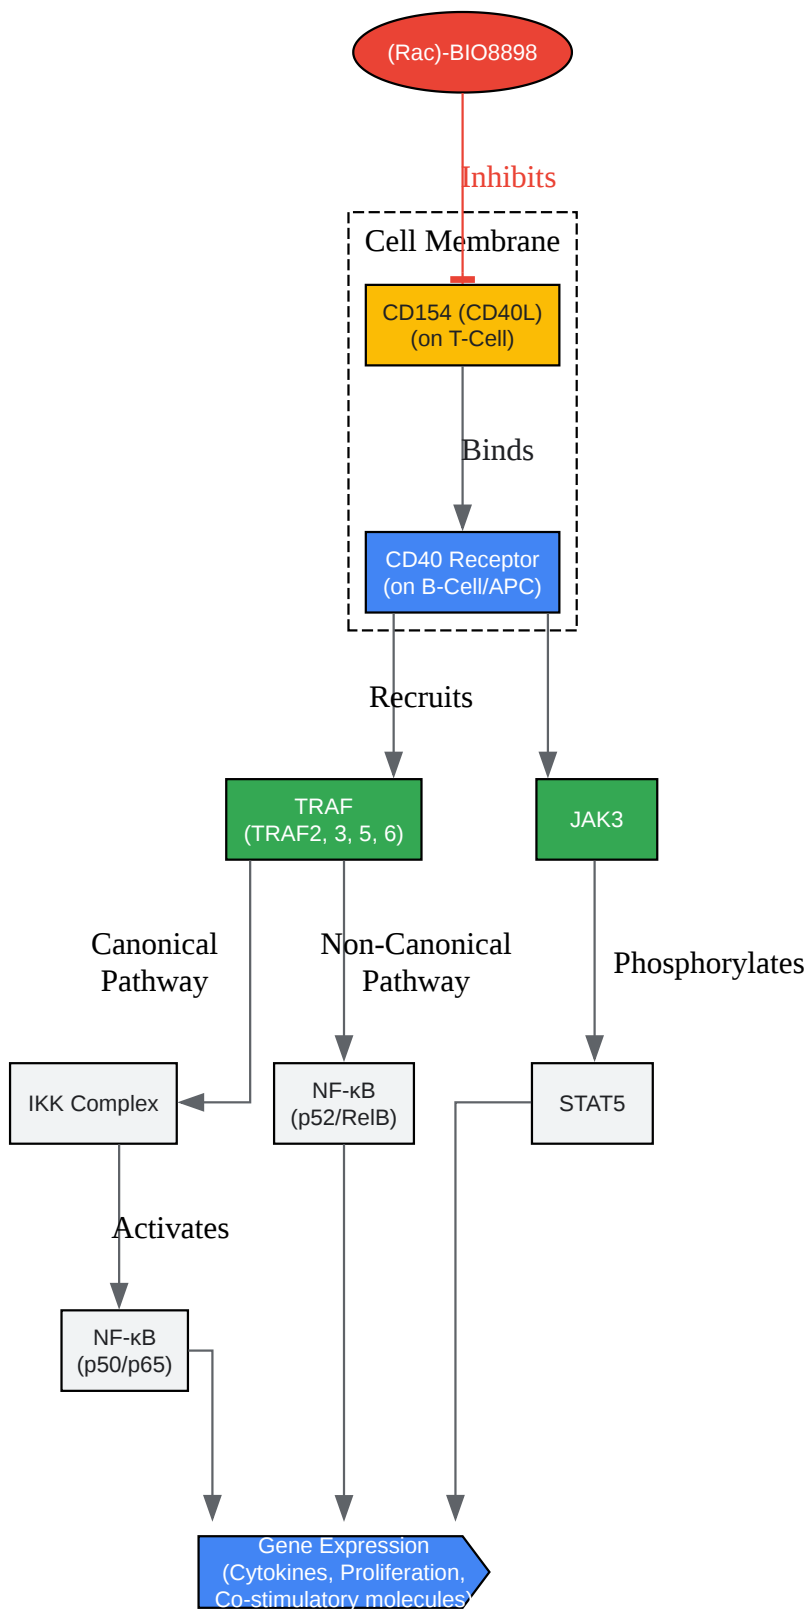 (Rac)-BIO8898
Inhibits
Cell Membrane
CD154 (CD40L)
(on T-Cell)
Binds
CD40 Receptor
(on B-Cell/APC)
Recruits
TRAF
(TRAF2, 3, 5, 6)
JAK3
Canonical
Pathway
Non-Canonical
Pathway
Phosphorylates
IKK Complex
NF-κB
(p52/RelB)
STAT5
Activates
NF-κB
(p50/p65)
Gene Expression
(Cytokines, Proliferation,
Co-stimulatory molecules)